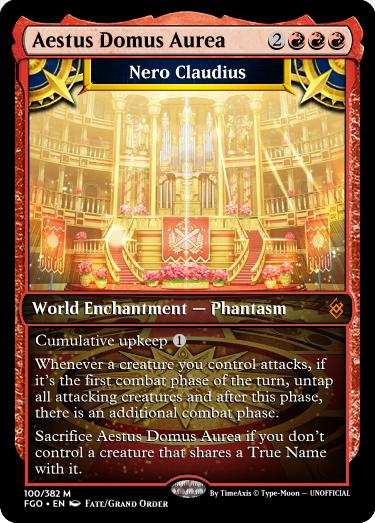 Aestus Domus Aurea 2
Nero Claudius
World Enchantment — Phantasm
Cumulative upkeep 1
Whenever a creature you control attacks, if
it's the first combat phase of the turn, untap
all attacking creatures and after this phase,
there is an additional combat phase.
Sacrifice Aestus Domus Aurea if you don't
control a creature that shares a True Name
with it.
100/382 M
FGO • EN Fate/Grand Order
By TimeAxis © Type-Moon — UNOFFICIAL